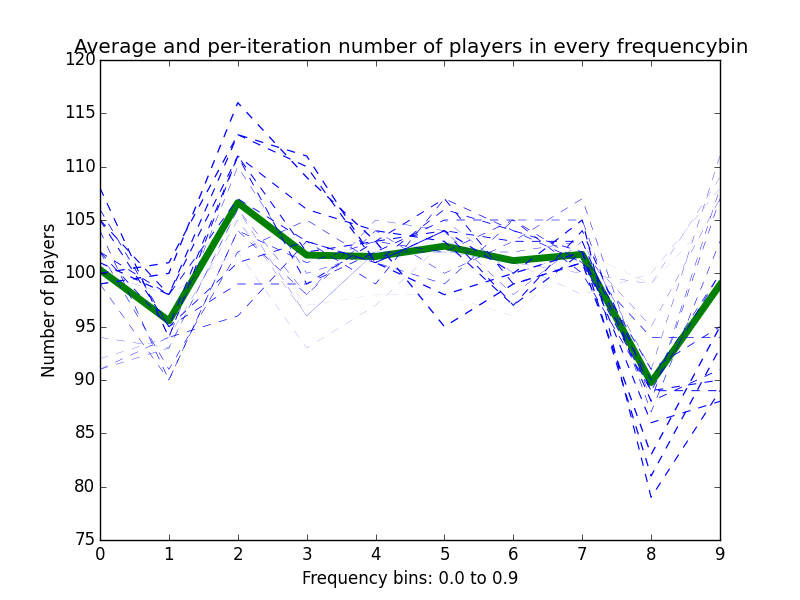 Average and per-iteration number of players in every frequencybin
120
115
110
105
100
95
90
85
80
75
Number of players
0 1 2 3 4 5 6 7 8 9
Frequency bins: 0.0 to 0.9